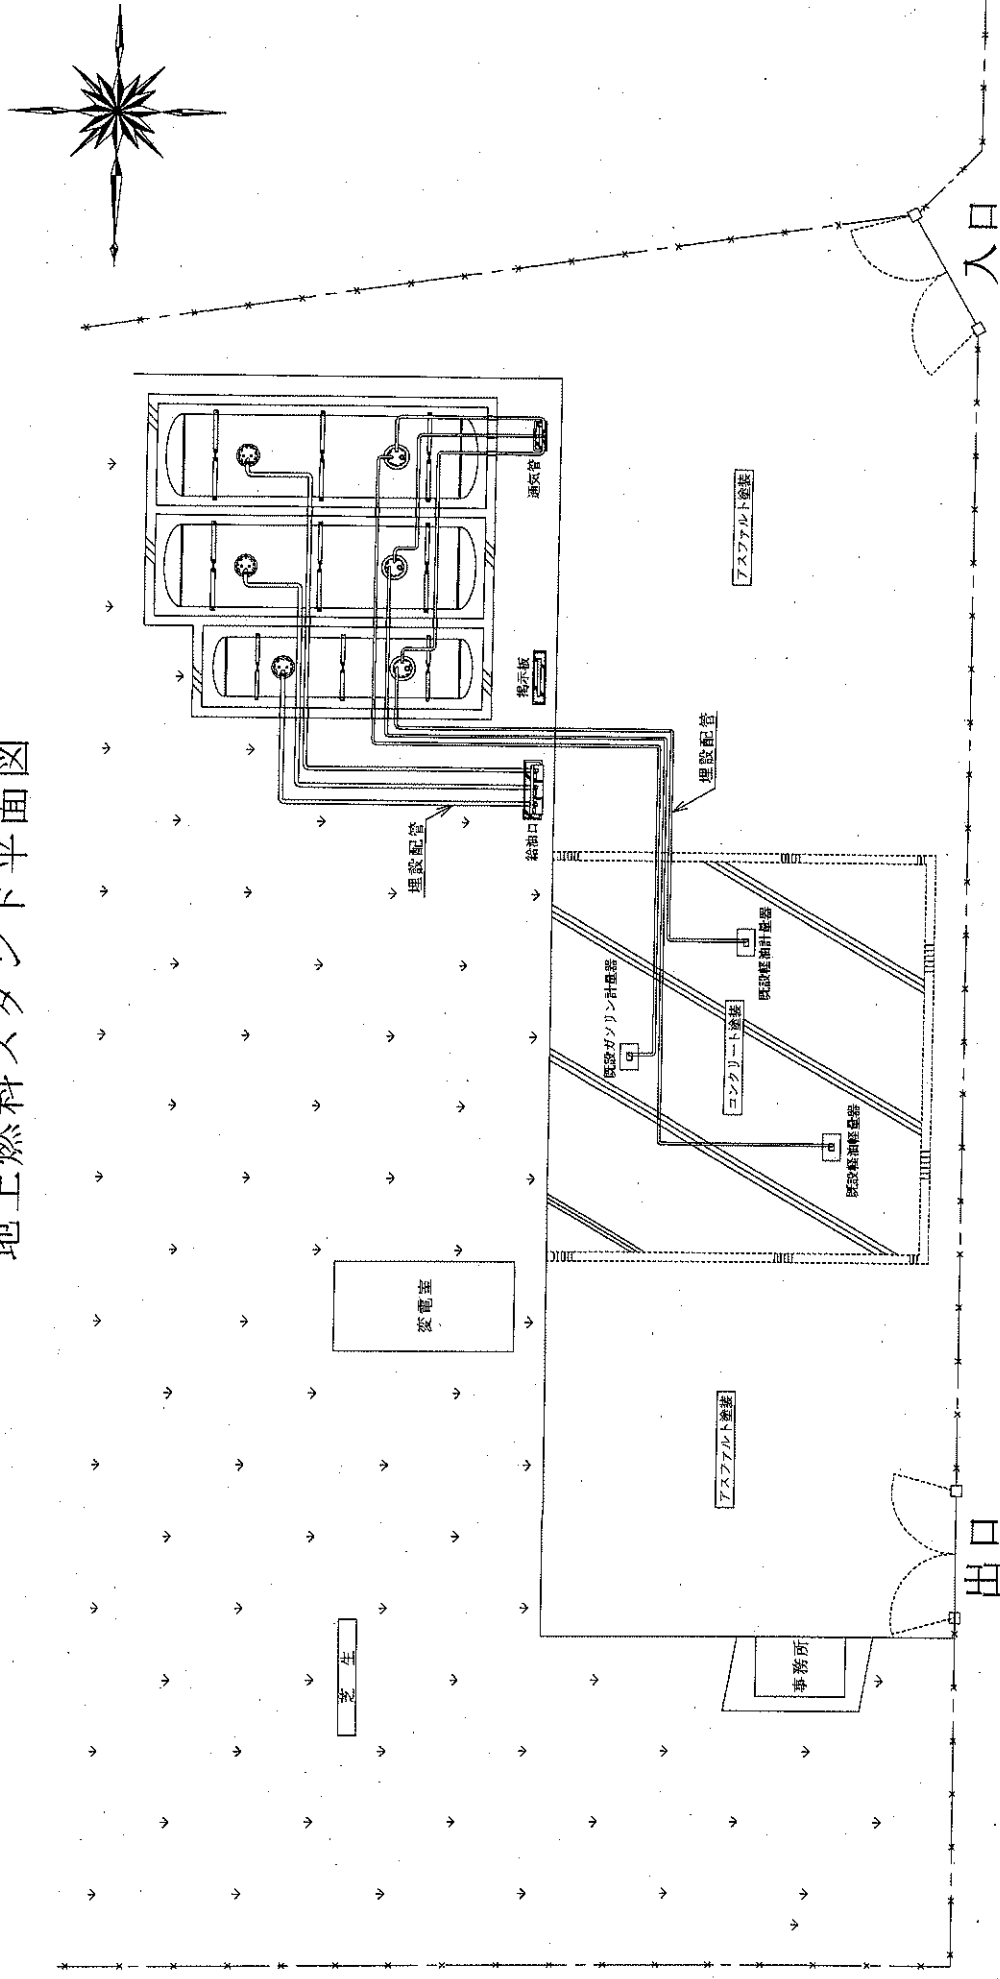 地上燃料スタンド平面図
通気管
掲示板
給油口
埋設配管
埋設配管
アスファルト塗装
既設軽油計量器
既設ガソリン計量器
コンクリート塗装
既設軽油軽量器
変電室
アスファルト塗装
芝 生
事務所
入口
出口